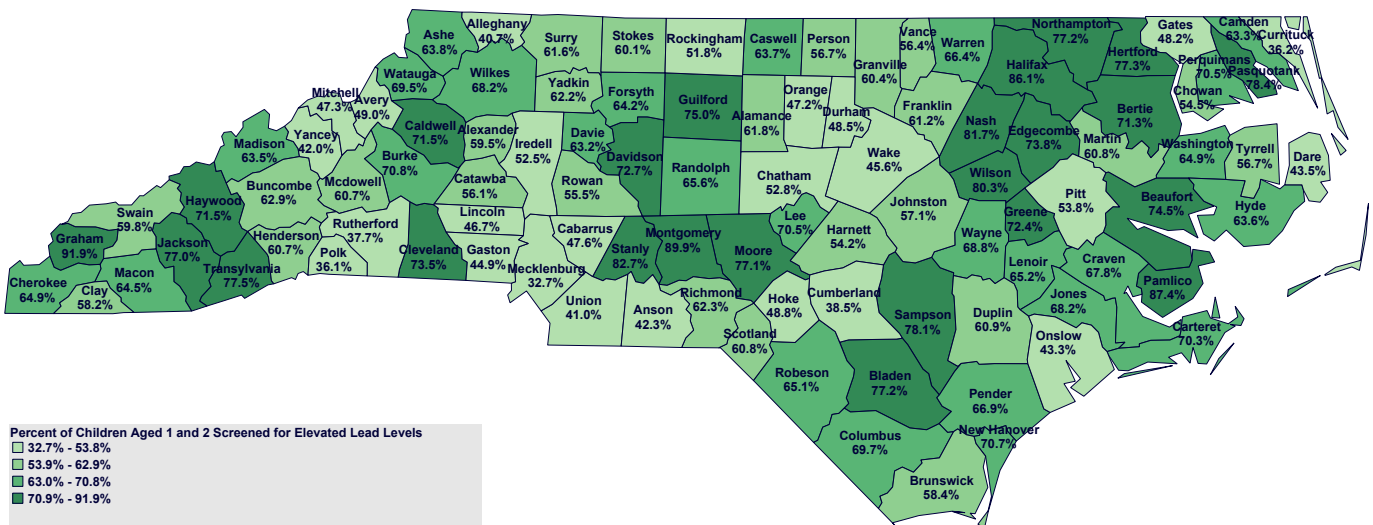 Alleghany
40.7%
Ashe
63.8%
Surry
61.6%
Stokes
60.1%
Rockingham
51.8%
Caswell
63.7%
Person
56.7%
Vance
56.4%
Granville
60.4%
Warren
66.4%
Northampton
77.2%
Gates
48.2%
Camden
63.3%
Currituck
36.2%
Hertford
77.3%
Perquimans
70.5%
Pasquotank
78.4%
Chowan
54.5%
Halifax
86.1%
Bertie
71.3%
Watauga
69.5%
Wilkes
68.2%
Yadkin
62.2%
Forsyth
64.2%
Guilford
75.0%
Alamance
61.8%
Orange
47.2%
Durham
48.5%
Franklin
61.2%
Nash
81.7%
Edgecombe
73.8%
Martin
60.8%
Washington
64.9%
Tyrrell
56.7%
Dare
43.5%
Mitchell
47.3%
Avery
49.0%
Yancey
42.0%
Madison
63.5%
Caldwell
71.5%
Alexander
59.5%
Iredell
52.5%
Davie
63.2%
Davidson
72.7%
Randolph
65.6%
Chatham
52.8%
Wake
45.6%
Wilson
80.3%
Pitt
53.8%
Beaufort
74.5%
Hyde
63.6%
Burke
70.8%
Catawba
56.1%
Rowan
55.5%
Mcdowell
60.7%
Buncombe
62.9%
Haywood
71.5%
Swain
59.8%
Graham
91.9%
Jackson
77.0%
Henderson
60.7%
Rutherford
37.7%
Polk
36.1%
Cleveland
73.5%
Lincoln
46.7%
Gaston
44.9%
Mecklenburg
32.7%
Cabarrus
47.6%
Stanly
82.7%
Montgomery
89.9%
Moore
77.1%
Lee
70.5%
Harnett
54.2%
Johnston
57.1%
Wayne
68.8%
Greene
72.4%
Lenoir
65.2%
Craven
67.8%
Pamlico
87.4%
Cherokee
64.9%
Clay
58.2%
Macon
64.5%
Transylvania
77.5%
Union
41.0%
Anson
42.3%
Richmond
62.3%
Scotland
60.8%
Hoke
48.8%
Cumberland
38.5%
Sampson
78.1%
Duplin
60.9%
Jones
68.2%
Onslow
43.3%
Carteret
70.3%
Robeson
65.1%
Bladen
77.2%
Pender
66.9%
Columbus
69.7%
New Hanover
70.7%
Brunswick
58.4%
Percent of Children Aged 1 and 2 Screened for Elevated Lead Levels
32.7% - 53.8%
53.9% - 62.9%
63.0% - 70.8%
70.9% - 91.9%